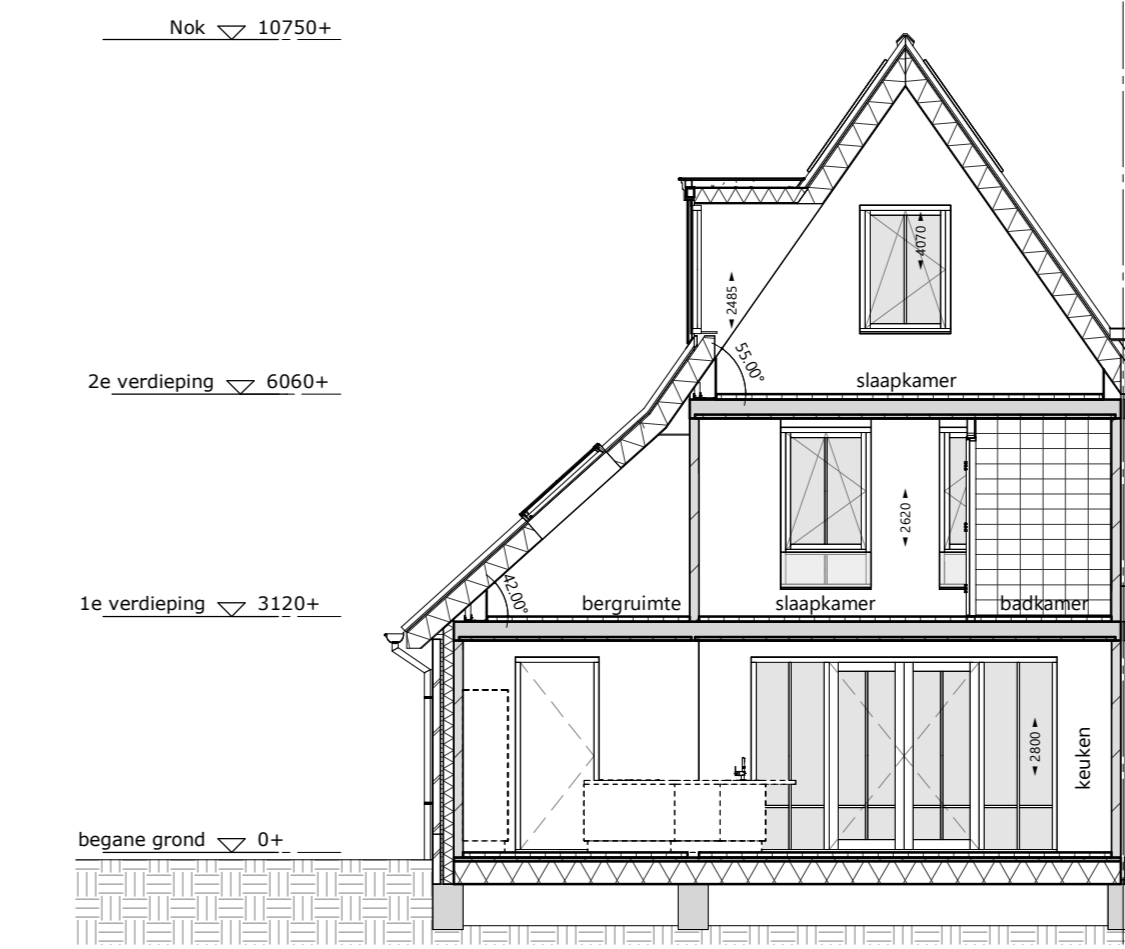 Nok 10750+
4070
2485
55.00°
2e verdieping 6060+
slaapkamer
2620
42.00°
1e verdieping 3120+
bergruimte
slaapkamer
badkamer
2800
keuken
begane grond 0+